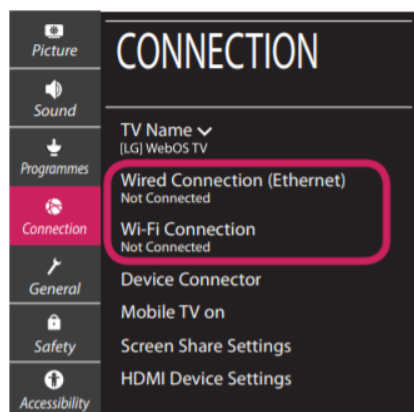 Picture
Sound
Programmes
Connection
General
Safety
Accessibility
CONNECTION
TV Name
[LG] WebOS TV
Wired Connection (Ethernet)
Not Connected
Wi-Fi Connection
Not Connected
Device Connector
Mobile TV on
Screen Share Settings
HDMI Device Settings